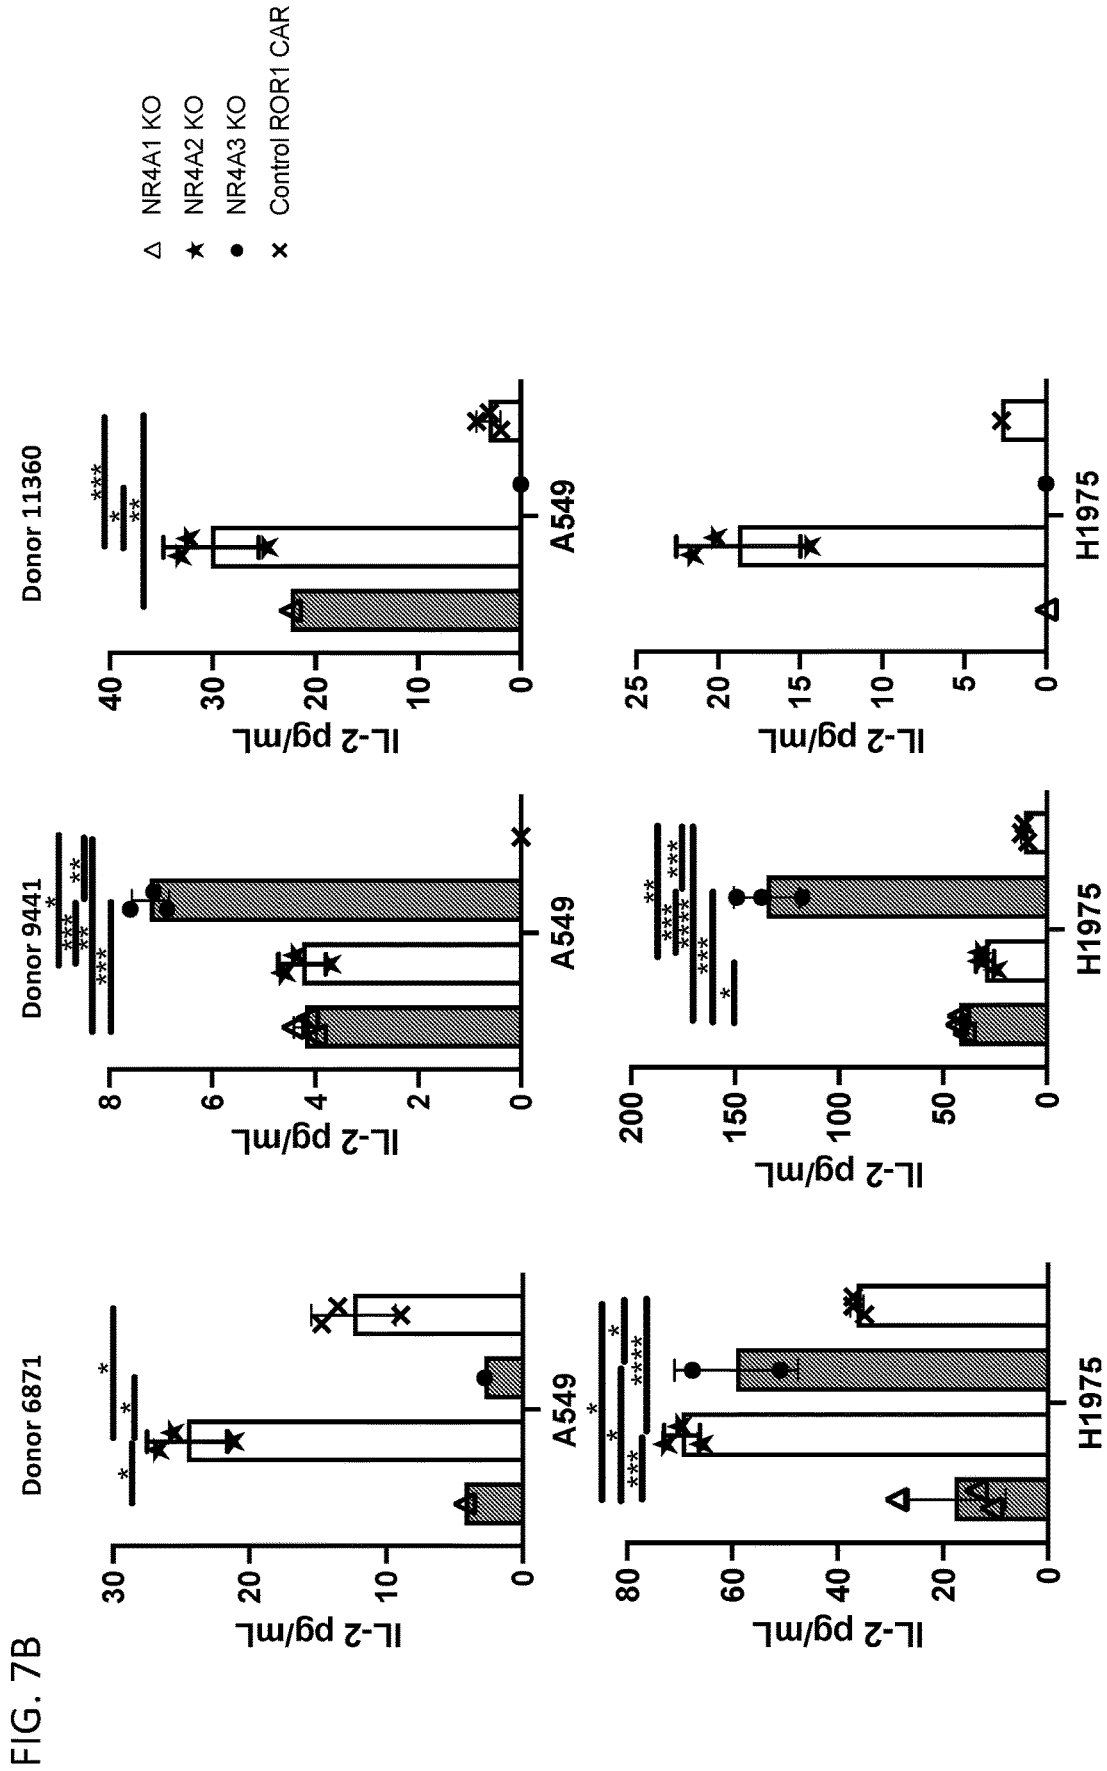 FIG. 7B
Donor 6871
IL-2 pg/mL
30
20
10
0
* * *
A549
Donor 9441
IL-2 pg/mL
8
6
4
2
0
* ** *** ** ***
A549
Donor 11360
IL-2 pg/mL
40
30
20
10
0
*** * **
A549
NR4A1 KO
NR4A2 KO
NR4A3 KO
Control ROR1 CAR
IL-2 pg/mL
80
60
40
20
0
* * * **** ***
H1975
IL-2 pg/mL
200
150
100
50
0
** *** *** **** *** *
H1975
IL-2 pg/mL
25
20
15
10
5
0
H1975